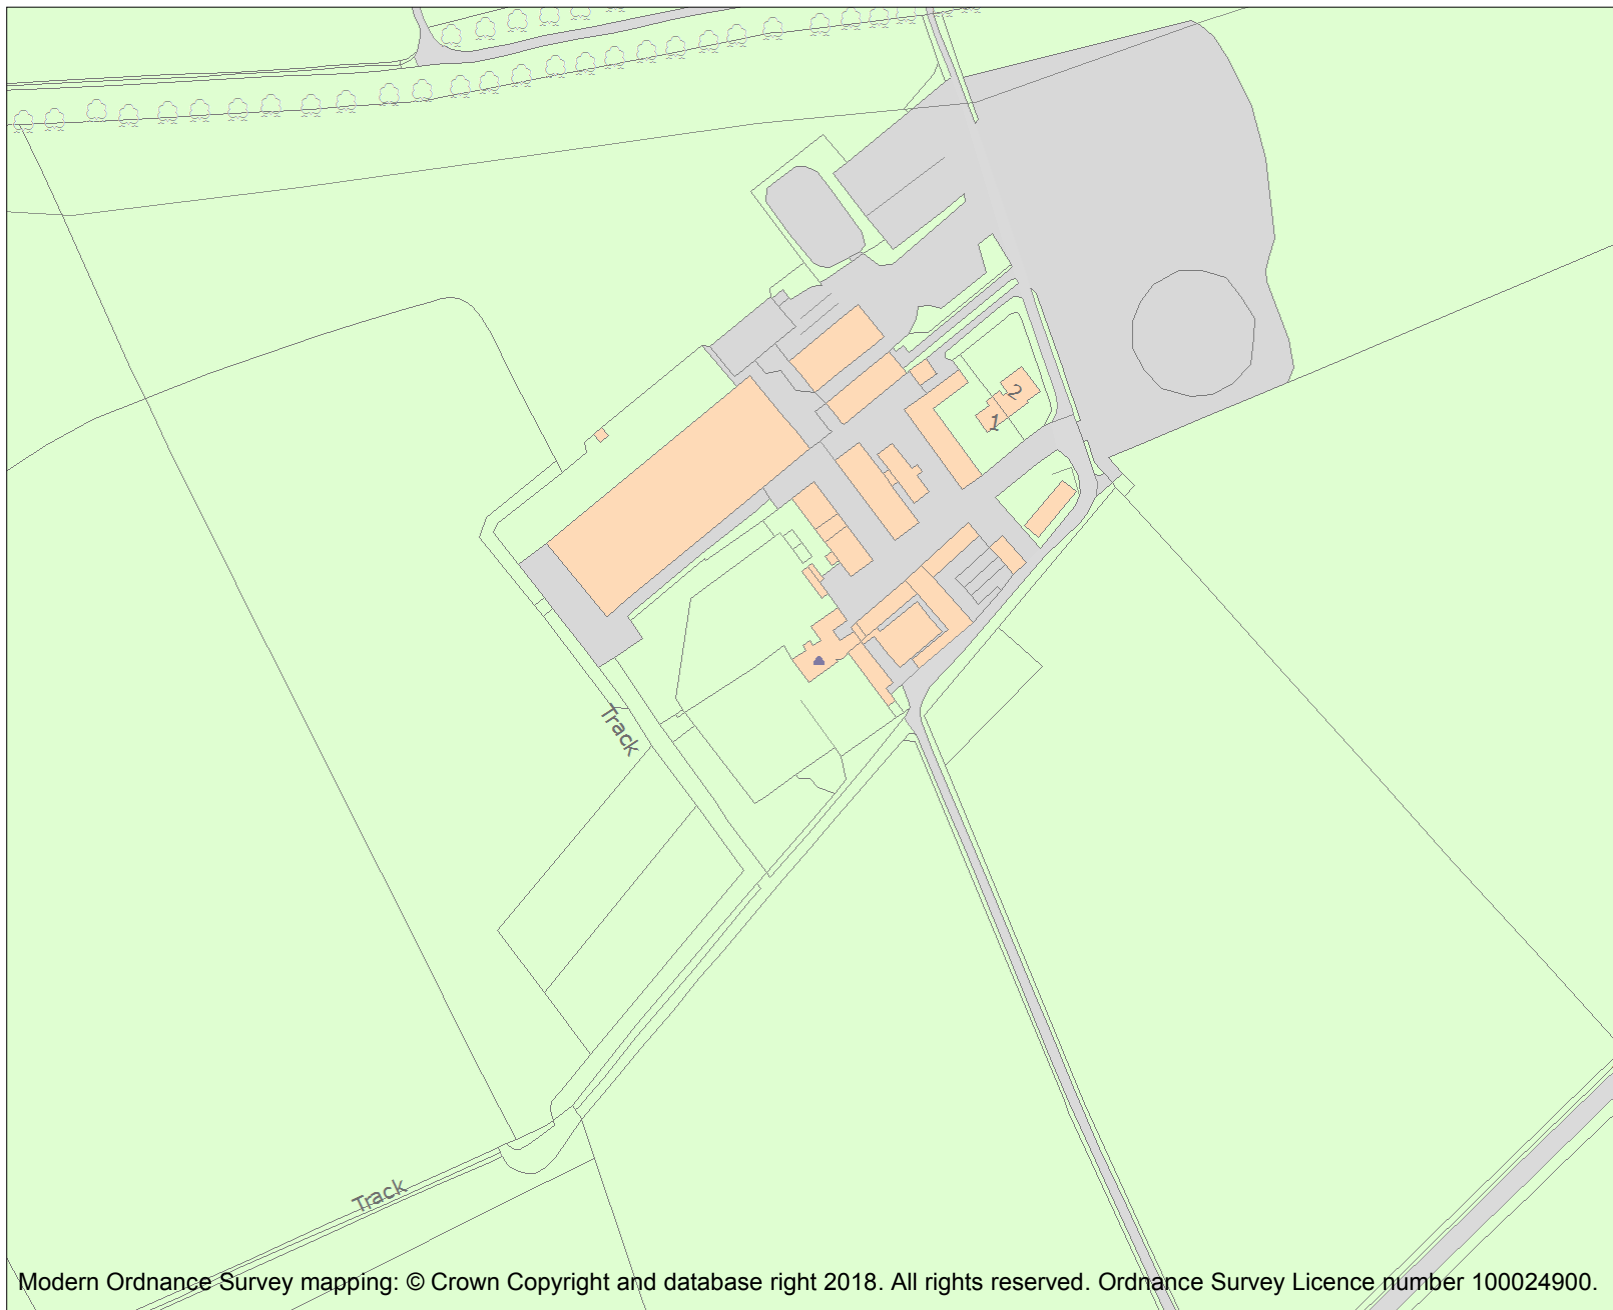 2
1
Track
Track
Modern Ordnance Survey mapping: © Crown Copyright and database right 2018. All rights reserved. Ordnance Survey Licence number 100024900.